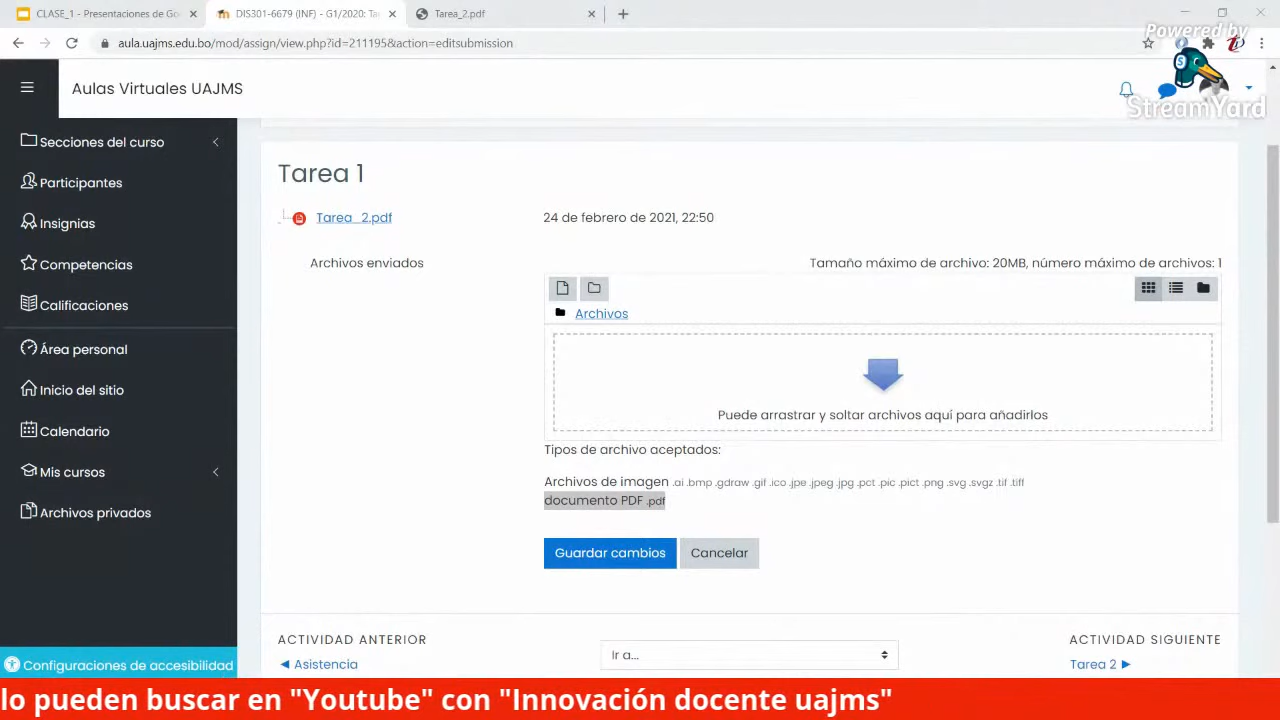 CLASE_1 - Presentaciones de Go
DIS301-6679 (INF) - G1/2020: Ta
Tarea_2.pdf
aula.uajms.edu.bo/mod/assign/view.php?id=211195&action=editsubmission
Powered by
StreamYard
Aulas Virtuales UAJMS
Secciones del curso
Participantes
Insignias
Competencias
Calificaciones
Área personal
Inicio del sitio
Calendario
Mis cursos
Archivos privados
Configuraciones de accesibilidad
Tarea 1
Tarea_2.pdf
24 de febrero de 2021, 22:50
Archivos enviados
Tamaño máximo de archivo: 20MB, número máximo de archivos: 1
Archivos
Puede arrastrar y soltar archivos aquí para añadirlos
Tipos de archivo aceptados:
Archivos de imagen .ai .bmp .gdraw .gif .ico .jpe .jpeg .jpg .pct .pic .pict .png .svg .svgz .tif .tiff
documento PDF .pdf
Guardar cambios
Cancelar
ACTIVIDAD ANTERIOR
◄ Asistencia
Ir a...
ACTIVIDAD SIGUIENTE
Tarea 2 ►
lo pueden buscar en "Youtube" con "Innovación docente uajms"